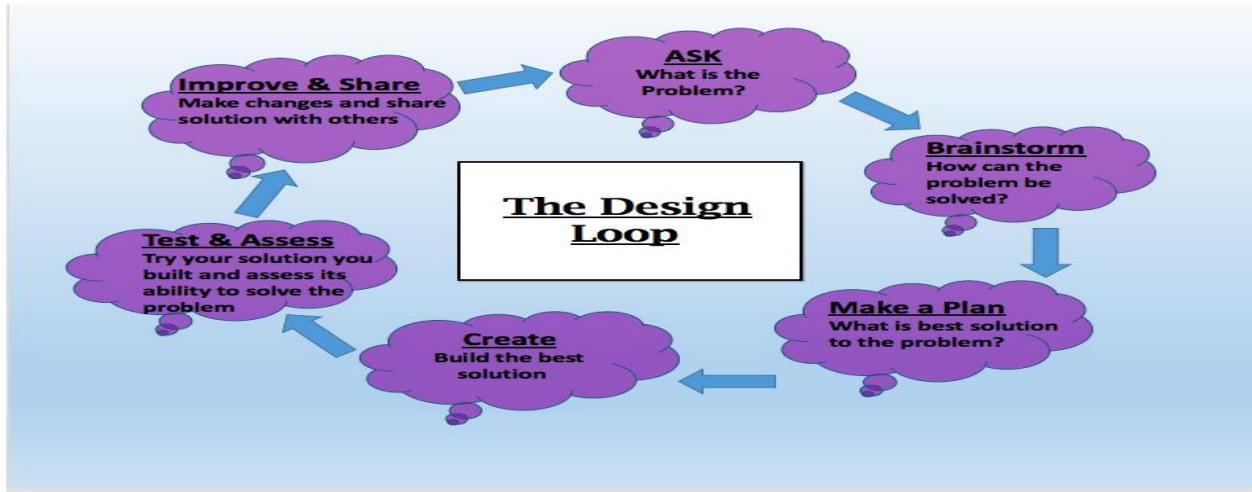 The Design
Loop
ASK
What is the
Problem?
Brainstorm
How can the
problem be
solved?
Make a Plan
What is best solution
to the problem?
Create
Build the best
solution
Test & Assess
Try your solution you
built and assess its
ability to solve the
problem
Improve & Share
Make changes and share
solution with others